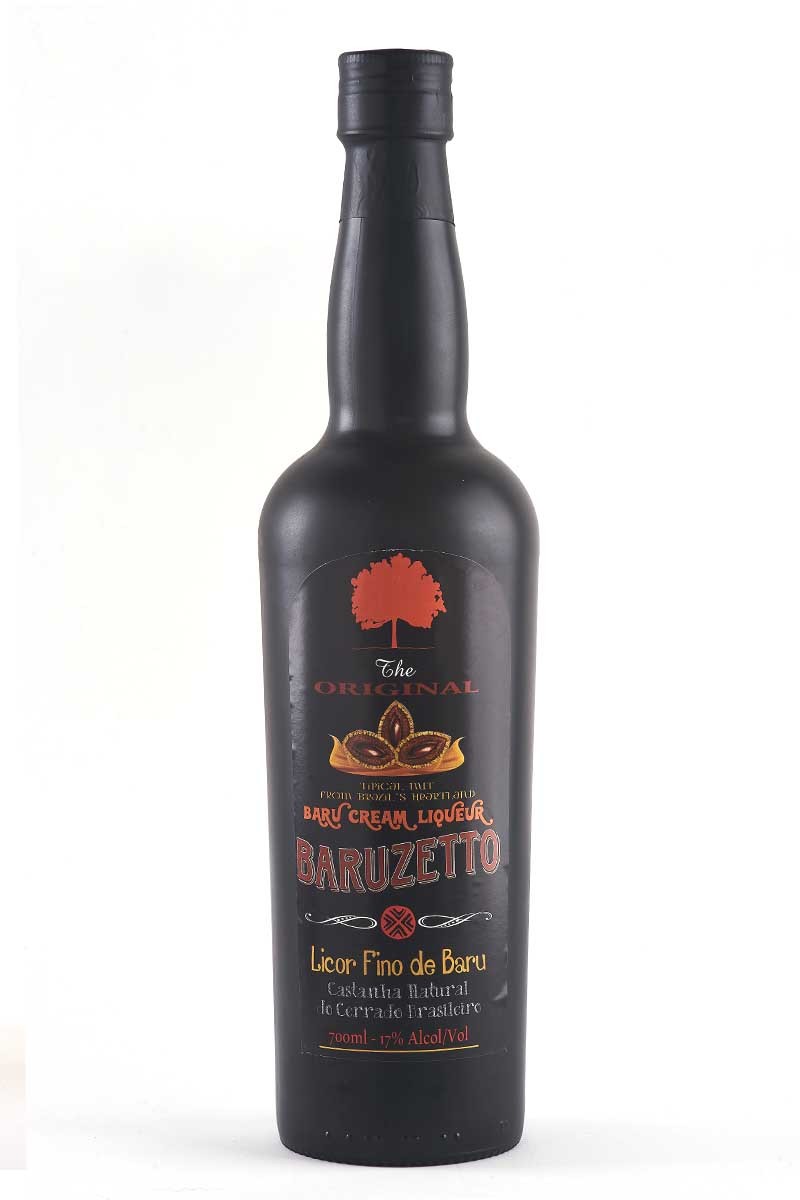 The
ORIGINAL
TIPICAL NUT
FROM BRAZIL'S HEARTLAND
BARU CREAM LIQUEUR
BARUZETTO
Licor Fino de Baru
Castanha Natural
do Cerrado Brasileiro
700ml - 17% Alcol/Vol